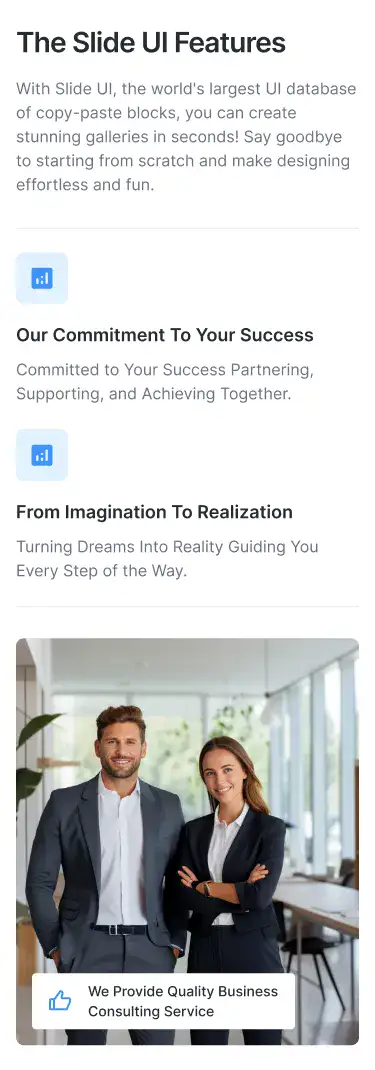 The Slide UI Features
With Slide UI, the world's largest UI database
of copy-paste blocks, you can create
stunning galleries in seconds! Say goodbye
to starting from scratch and make designing
effortless and fun.
Our Commitment To Your Success
Committed to Your Success Partnering,
Supporting, and Achieving Together.
From Imagination To Realization
Turning Dreams Into Reality Guiding You
Every Step of the Way.
We Provide Quality Business
Consulting Service